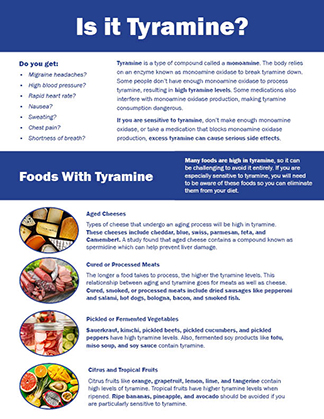 Is it Tyramine?
Do you get:
• Migraine headaches?
• High blood pressure?
• Rapid heart rate?
• Nausea?
• Sweating?
• Chest pain?
• Shortness of breath?
Tyramine is a type of compound called a monoamine. The body relies
on an enzyme known as monoamine oxidase to break tyramine down.
Some people don't have enough monoamine oxidase to process
tyramine, resulting in high tyramine levels. Some medications also
interfere with monoamine oxidase production, making tyramine
consumption dangerous.
If you are sensitive to tyramine, don't make enough monoamine
oxidase, or take a medication that blocks monoamine oxidase
production, excess tyramine can cause serious side effects.
Foods With Tyramine
Many foods are high in tyramine, so it can
be challenging to avoid it entirely. If you are
especially sensitive to tyramine, you will need
to be aware of these foods so you can eliminate
them from your diet.
Aged Cheeses
Types of cheese that undergo an aging process will be high in tyramine.
These cheeses include cheddar, blue, swiss, parmesan, feta, and
Camembert. A study found that aged cheese contains a compound known as
spermidine which can help prevent liver damage.
Cured or Processed Meats
The longer a food takes to process, the higher the tyramine levels. This
relationship between aging and tyramine goes for meats as well as cheese.
Cured, smoked, or processed meats include dried sausages like pepperoni
and salami, hot dogs, bologna, bacon, and smoked fish.
Pickled or Fermented Vegetables
Sauerkraut, kimchi, pickled beets, pickled cucumbers, and pickled
peppers have high tyramine levels. Also, fermented soy products like tofu,
miso soup, and soy sauce contain tyramine.
Citrus and Tropical Fruits
Citrus fruits like orange, grapefruit, lemon, lime, and tangerine contain
high levels of tyramine. Tropical fruits have higher tyramine levels when
ripened. Ripe bananas, pineapple, and avocado should be avoided if you
are particularly sensitive to tyramine.